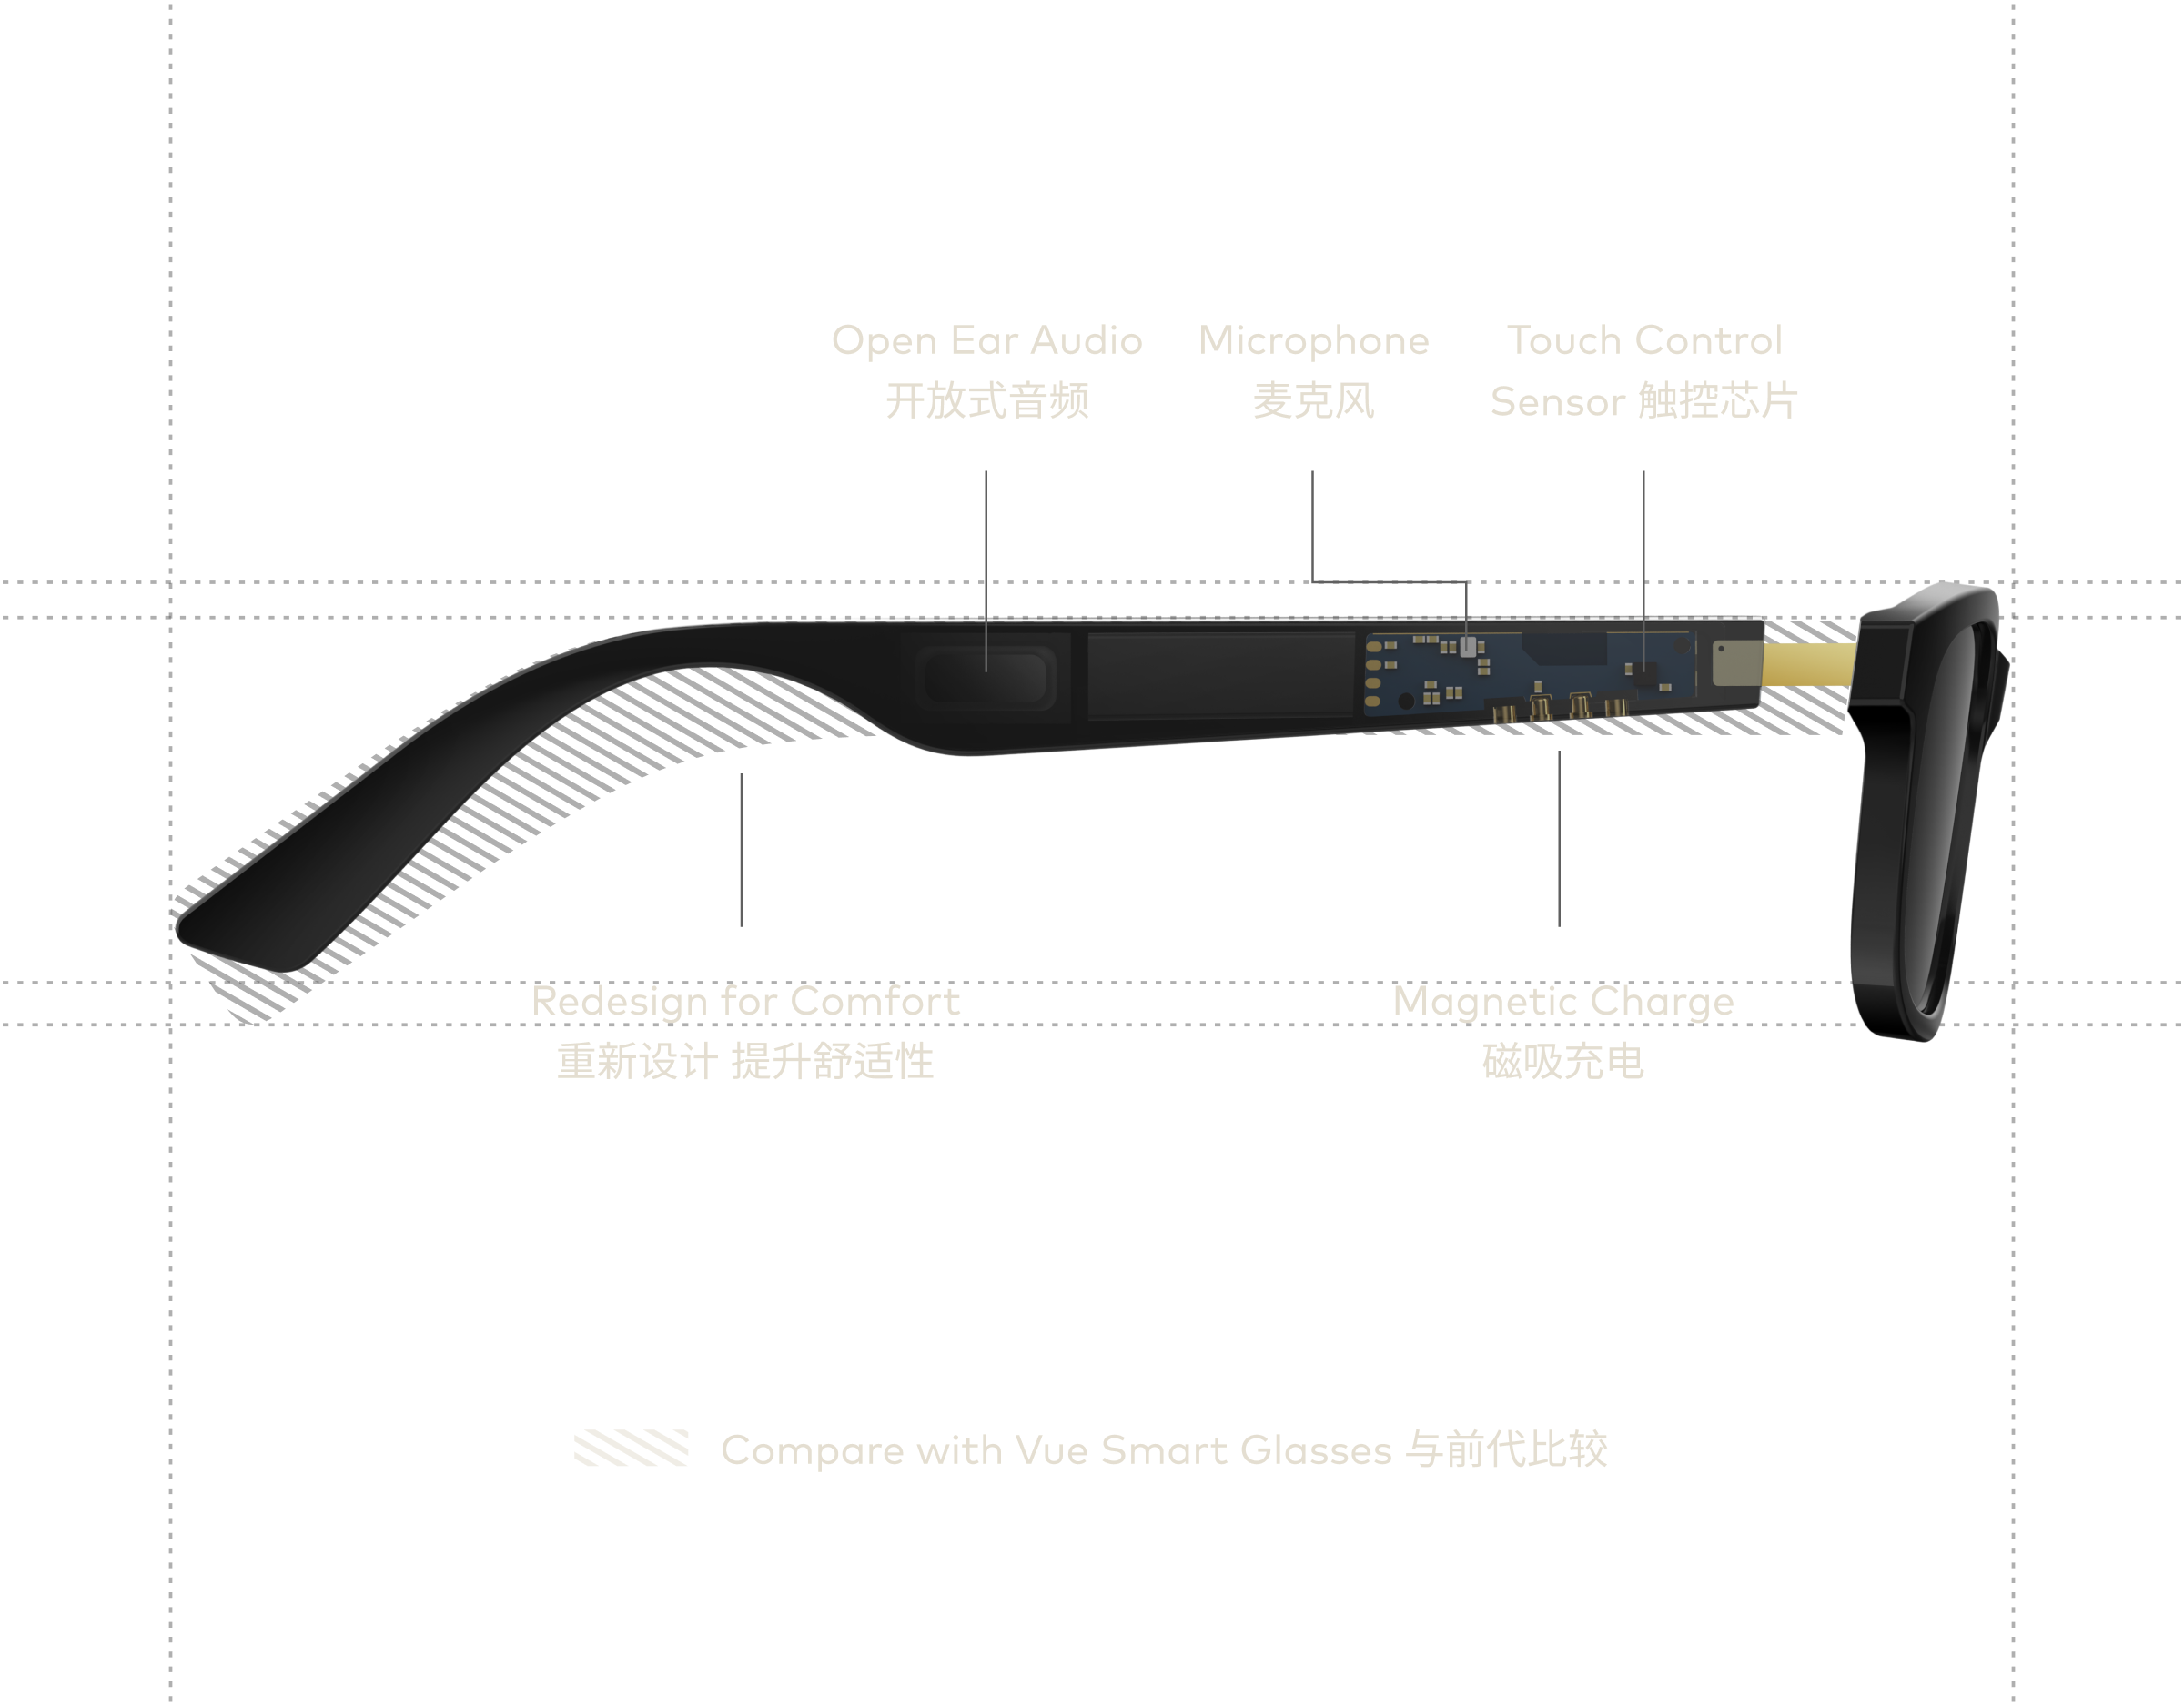 Open Ear Audio
开放式音频
Microphone
麦克风
Touch Control
Sensor 触控芯片
Redesign for Comfort
重新设计 提升舒适性
Magnetic Charge
磁吸充电
Compare with Vue Smart Glasses 与前代比较